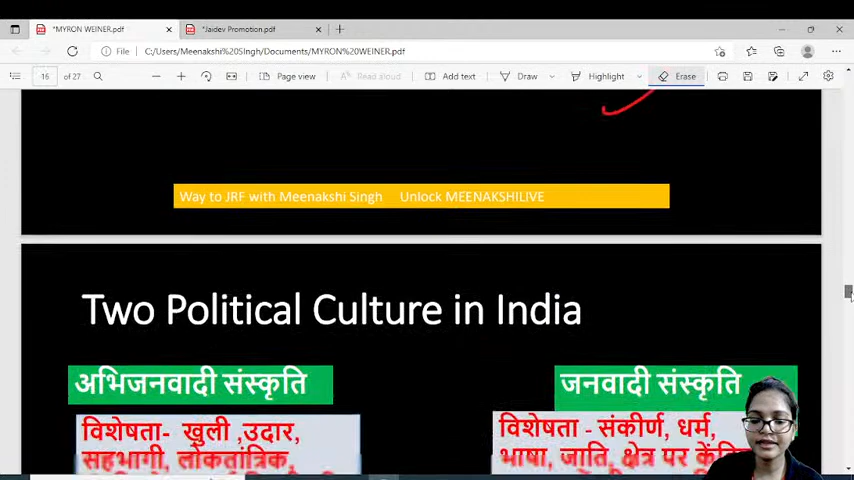 *MYRON WEINER.pdf
*Jaidev Promotion.pdf
File
C:/Users/Meenakshi%20SIngh/Documents/MYRON%20WEINER.pdf
16 of 27
Page view
Read aloud
Add text
Draw
Highlight
Erase
Way to JRF with Meenakshi Singh Unlock MEENAKSHILIVE
Two Political Culture in India
अभिजनवादी संस्कृति
जनवादी संस्कृति
विशेषता- खुली ,उदार,
सहभागी, लोकतांत्रिक,
विशेषता - संकीर्ण, धर्म,
भाषा, जाति, क्षेत्र पर